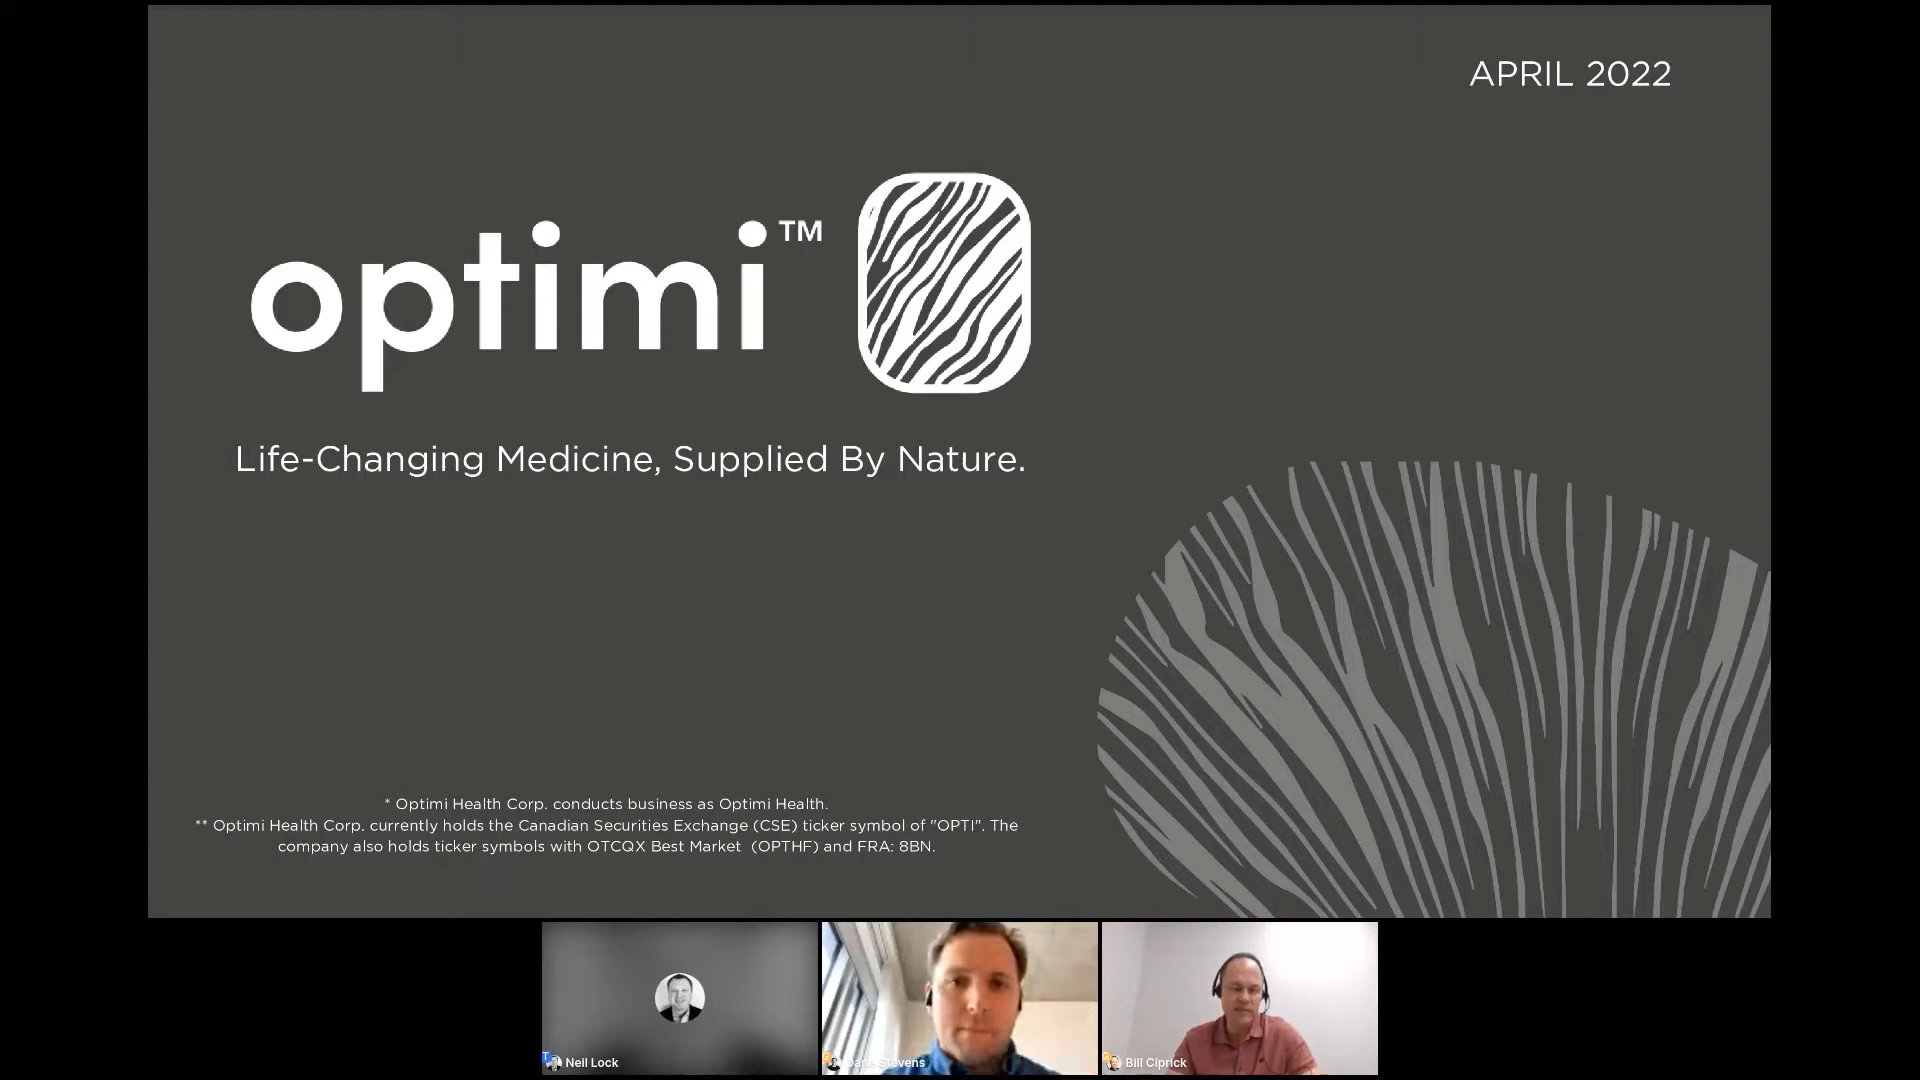 APRIL 2022
optimi™
Life-Changing Medicine, Supplied By Nature.
* Optimi Health Corp. conducts business as Optimi Health.
** Optimi Health Corp. currently holds the Canadian Securities Exchange (CSE) ticker symbol of "OPTI". The
company also holds ticker symbols with OTCQX Best Market (OPTHF) and FRA: 8BN.
Neil Lock
Dane Stevens
Bill Ciprick